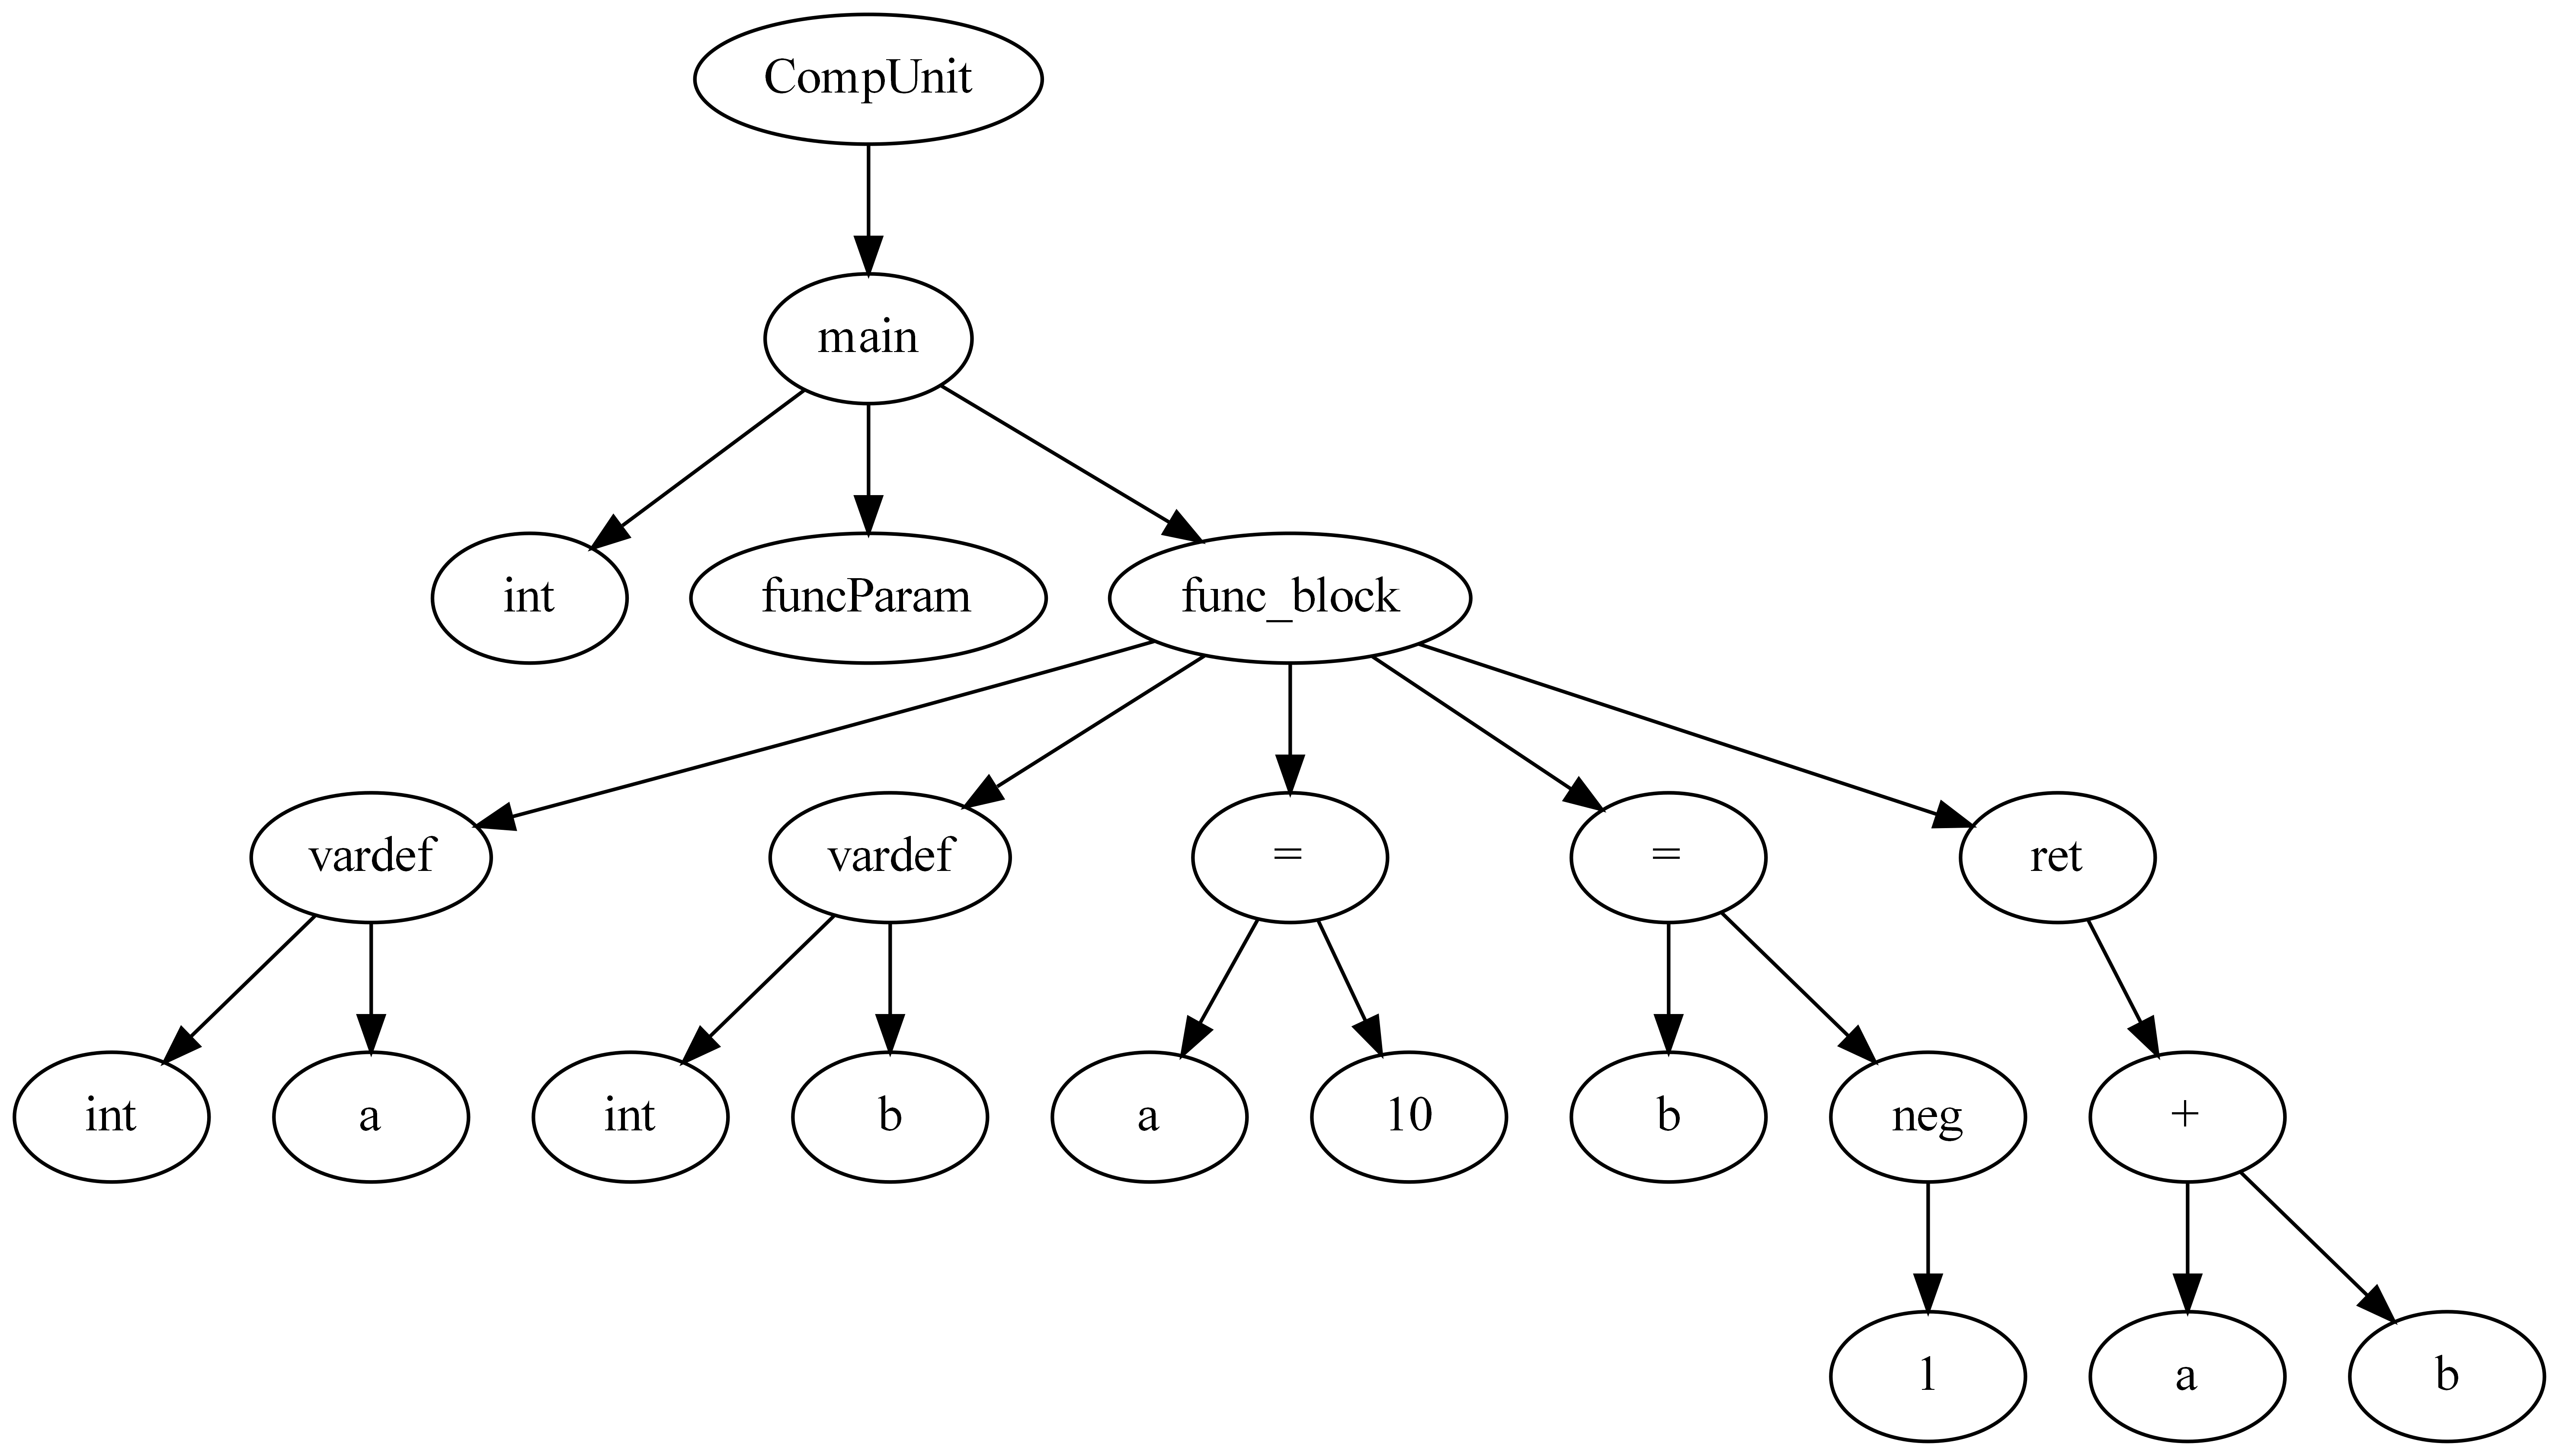 CompUnit
main
int funcParam func_block
vardef vardef = = ret
int a int b a 10 b neg +
1 a b